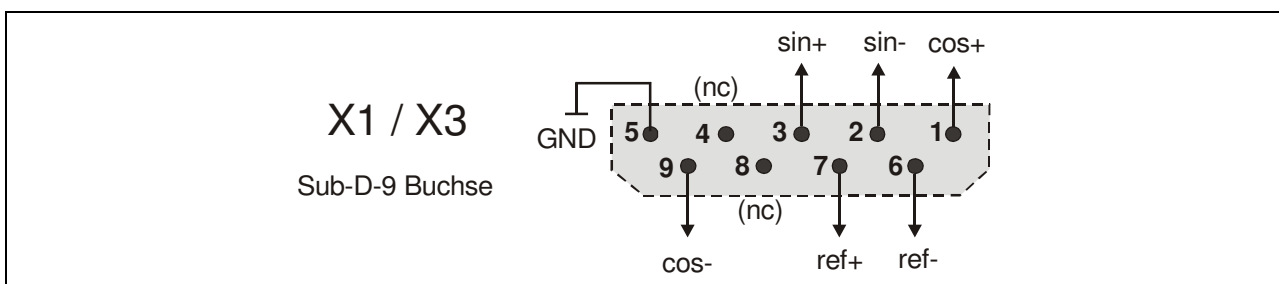 sin+ sin- cos+
(nc)
X1 / X3
GND
5 4 3 2 1
9 8 7 6
Sub-D-9 Buchse
(nc)
cos- ref+ ref-